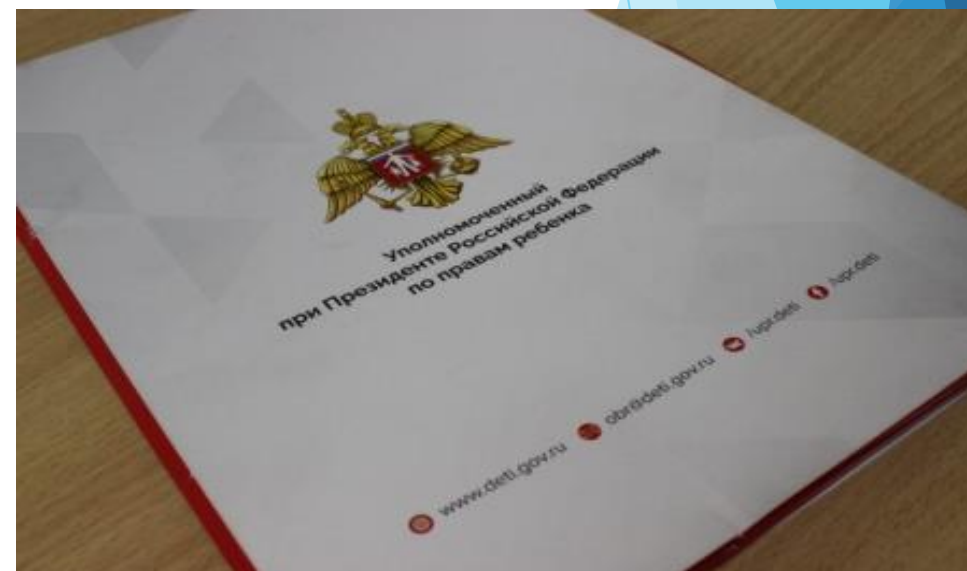 Уполномоченный
при Президенте Российской Федерации
по правам ребенка
www.deti.gov.ru obr@deti.gov.ru /upr.deti /upr.deti